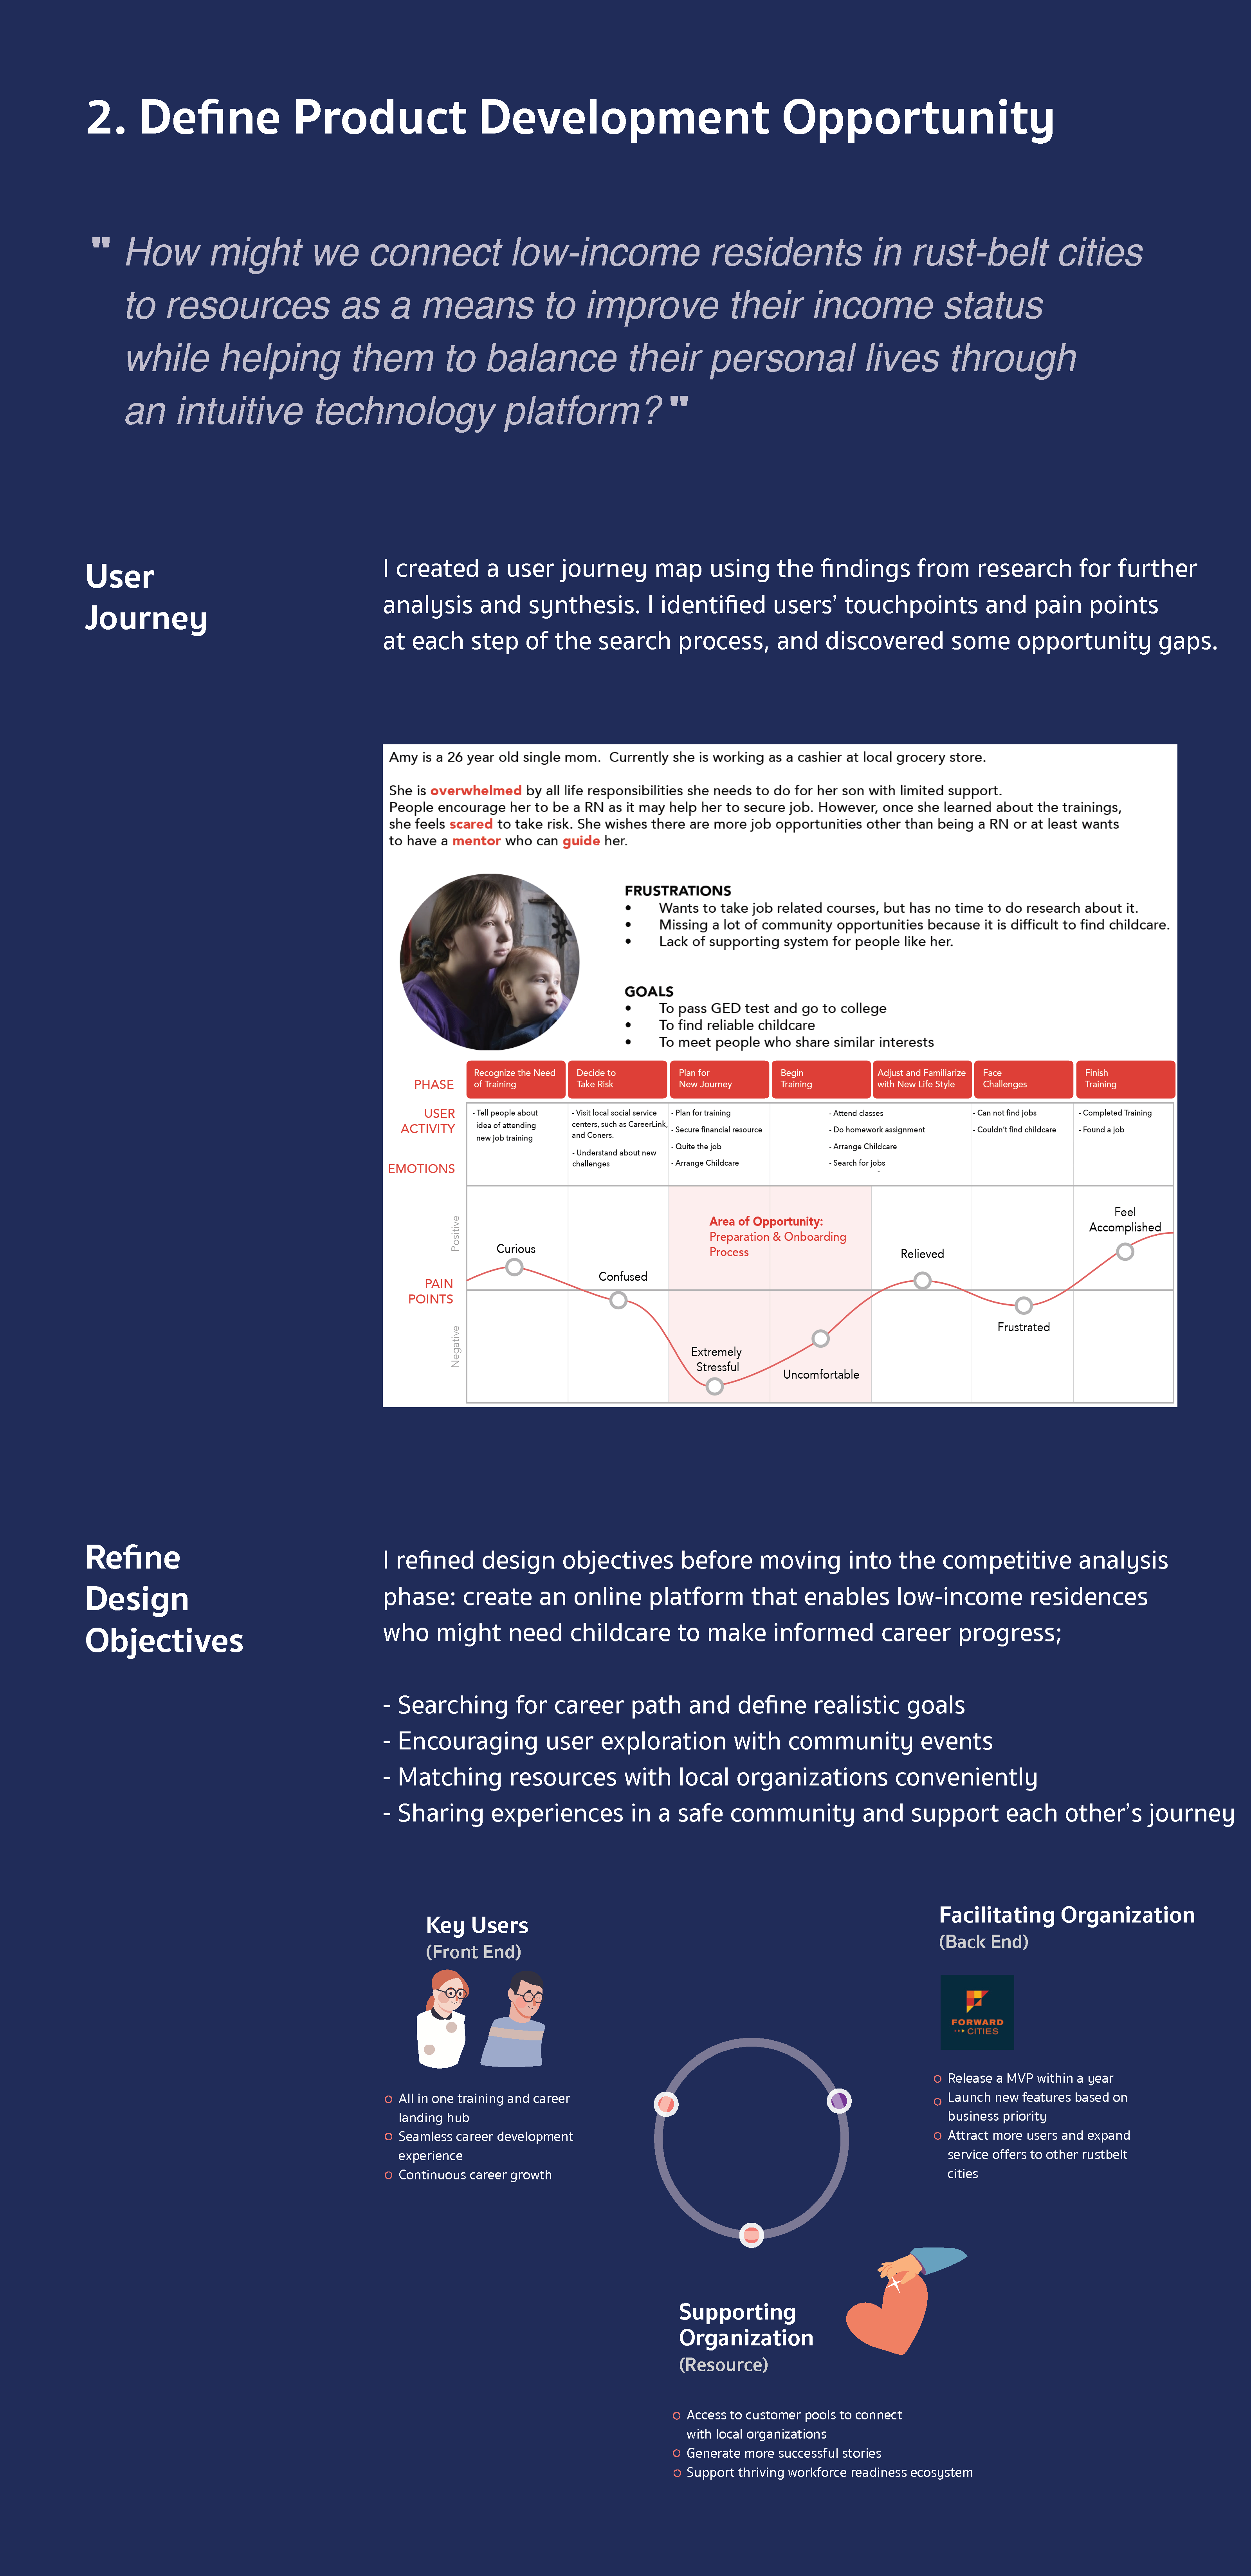 2. Define Product Development Opportunity
" How might we connect low-income residents in rust-belt cities
to resources as a means to improve their income status
while helping them to balance their personal lives through
an intuitive technology platform? "
User
Journey
I created a user journey map using the findings from research for further
analysis and synthesis. I identified users' touchpoints and pain points
at each step of the search process, and discovered some opportunity gaps.
Amy is a 26 year old single mom. Currently she is working as a cashier at local grocery store.
She is overwhelmed by all life responsibilities she needs to do for her son with limited support.
People encourage her to be a RN as it may help her to secure job. However, once she learned about the trainings,
she feels scared to take risk. She wishes there are more job opportunities other than being a RN or at least wants
to have a mentor who can guide her.
FRUSTRATIONS
• Wants to take job related courses, but has no time to do research about it.
• Missing a lot of community opportunities because it is difficult to find childcare.
• Lack of supporting system for people like her.
GOALS
• To pass GED test and go to college
• To find reliable childcare
• To meet people who share similar interests
PHASE
Recognize the Need
of Training
Decide to
Take Risk
Plan for
New Journey
Begin
Training
Adjust and Familiarize
with New Life Style
Face
Challenges
Finish
Training
USER
ACTIVITY
- Tell people about
idea of attending
new job training
- Visit local social service
centers, such as CareerLink,
and Coners.
- Understand about new
challenges
- Plan for training
- Secure financial resource
- Quite the job
- Arrange Childcare
- Attend classes
- Do homework assignment
- Arrange Childcare
- Search for jobs
- Can not find jobs
- Couldn't find childcare
- Completed Training
- Found a job
EMOTIONS
Positive
Negative
PAIN
POINTS
Curious
Confused
Area of Opportunity:
Preparation & Onboarding
Process
Extremely
Stressful
Uncomfortable
Relieved
Frustrated
Feel
Accomplished
Refine
Design
Objectives
I refined design objectives before moving into the competitive analysis
phase: create an online platform that enables low-income residences
who might need childcare to make informed career progress;
- Searching for career path and define realistic goals
- Encouraging user exploration with community events
- Matching resources with local organizations conveniently
- Sharing experiences in a safe community and support each other's journey
Key Users
(Front End)
All in one training and career
landing hub
Seamless career development
experience
Continuous career growth
Facilitating Organization
(Back End)
FORWARD
CITIES
Release a MVP within a year
Launch new features based on
business priority
Attract more users and expand
service offers to other rustbelt
cities
Supporting
Organization
(Resource)
Access to customer pools to connect
with local organizations
Generate more successful stories
Support thriving workforce readiness ecosystem